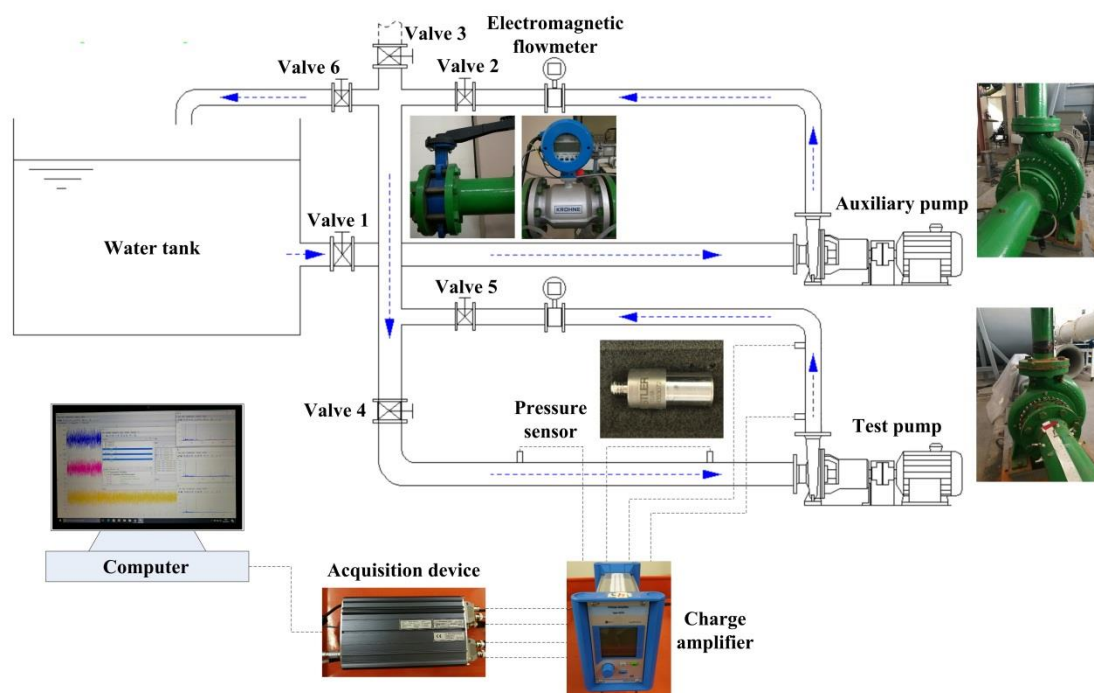 Valve 3
Electromagnetic
flowmeter
Valve 6
Valve 2
KROHNE
Auxiliary pump
Valve 1
Water tank
Valve 5
Valve 4
Pressure
sensor
Test pump
Computer
Acquisition device
Charge
amplifier